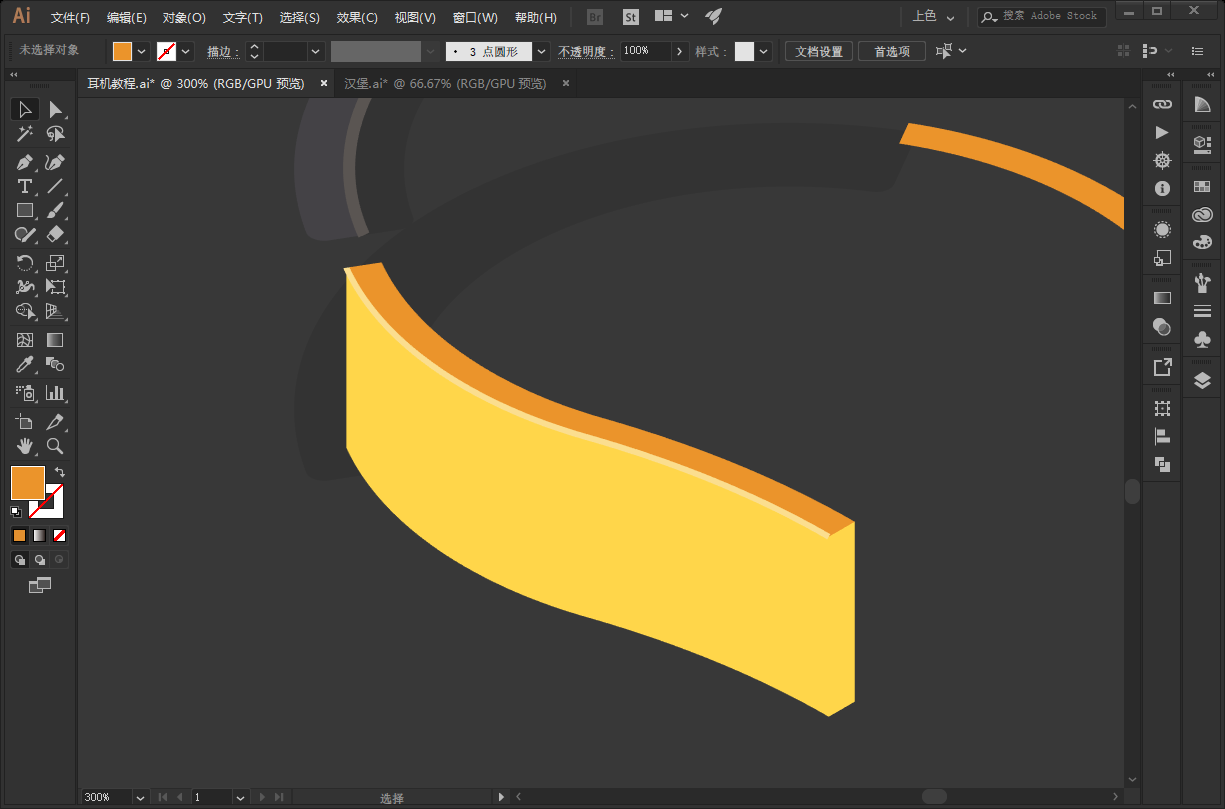 Ai 文件(F) 编辑(E) 对象(O) 文字(T) 选择(S) 效果(C) 视图(V) 窗口(W) 帮助(H) Br St 上色 搜索 Adobe Stock
未选择对象 描边： 3 点圆形 不透明度： 100% 样式： 文档设置 首选项
耳机教程.ai* @ 300% (RGB/GPU 预览) × 汉堡.ai* @ 66.67% (RGB/GPU 预览) ×
300% 1 选择